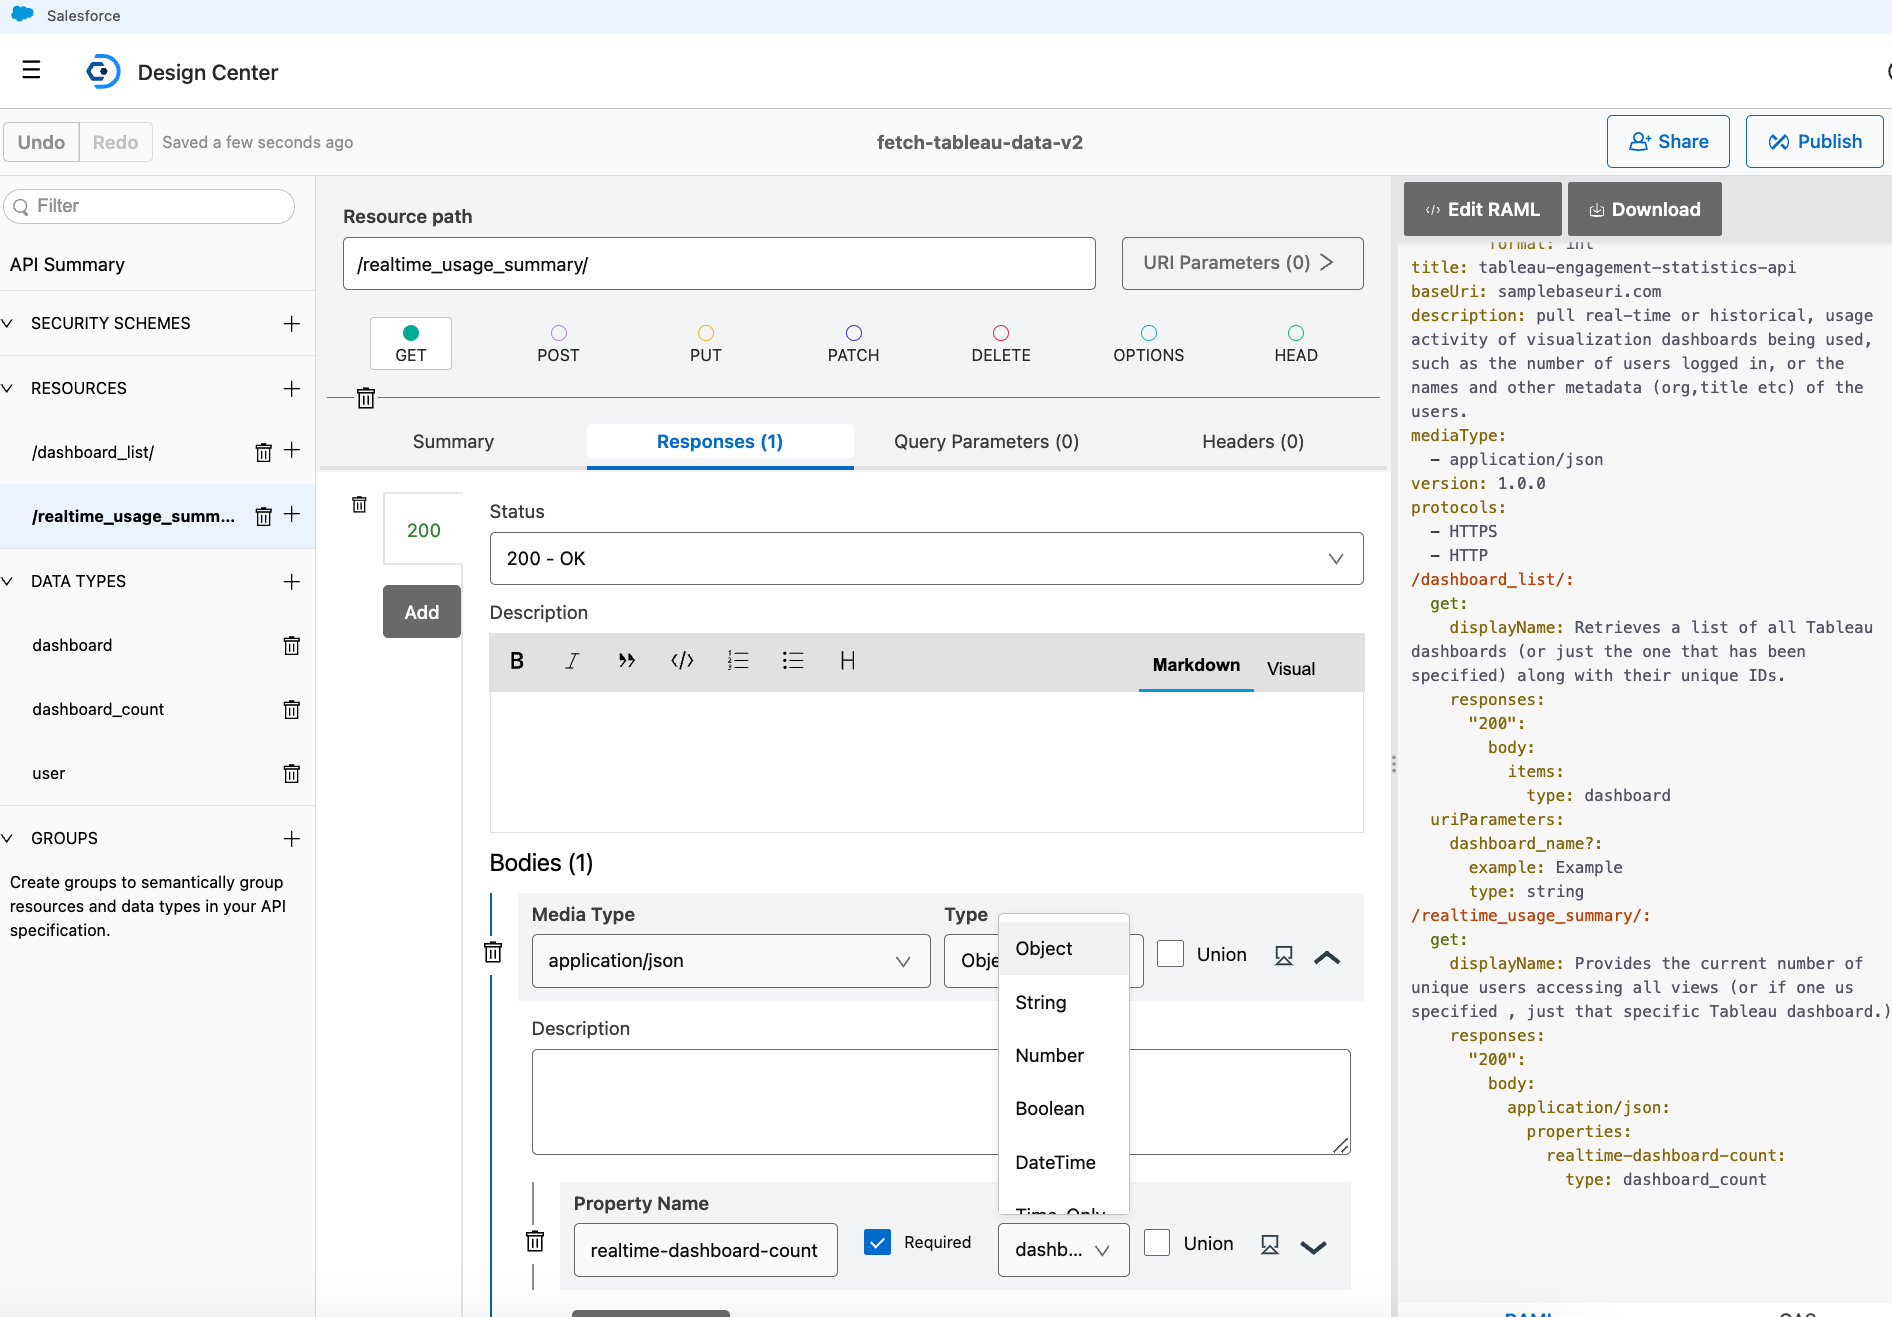 Salesforce
Design Center
Undo
Redo
Saved a few seconds ago
fetch-tableau-data-v2
Share
Publish
Filter
API Summary
SECURITY SCHEMES
RESOURCES
/dashboard_list/
/realtime_usage_summ...
DATA TYPES
dashboard
dashboard_count
user
GROUPS
Create groups to semantically group
resources and data types in your API
specification.
Resource path
/realtime_usage_summary/
URI Parameters (0)
GET
POST
PUT
PATCH
DELETE
OPTIONS
HEAD
Summary
Responses (1)
Query Parameters (0)
Headers (0)
200
Add
Status
200 - OK
Description
B
I
H
Markdown
Visual
Bodies (1)
Media Type
application/json
Type
Obje
Object
String
Number
Boolean
DateTime
Time-Only
Union
Description
Property Name
realtime-dashboard-count
Required
dashb...
Union
Edit RAML
Download
format: int
title: tableau-engagement-statistics-api
baseUri: samplebaseuri.com
description: pull real-time or historical, usage
activity of visualization dashboards being used,
such as the number of users logged in, or the
names and other metadata (org,title etc) of the
users.
mediaType:
– application/json
version: 1.0.0
protocols:
– HTTPS
– HTTP
/dashboard_list/:
get:
displayName: Retrieves a list of all Tableau
dashboards (or just the one that has been
specified) along with their unique IDs.
responses:
"200":
body:
items:
type: dashboard
uriParameters:
dashboard_name?:
example: Example
type: string
/realtime_usage_summary/:
get:
displayName: Provides the current number of
unique users accessing all views (or if one us
specified , just that specific Tableau dashboard.)
responses:
"200":
body:
application/json:
properties:
realtime-dashboard-count:
type: dashboard_count
RAML
OAS